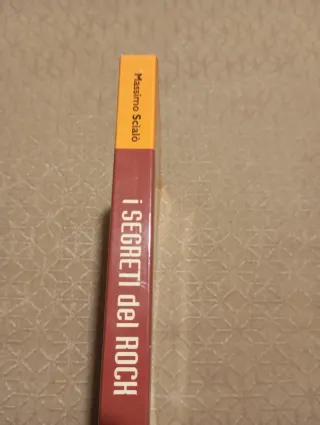 Massimo Scialò
i SEGRETI del ROCK